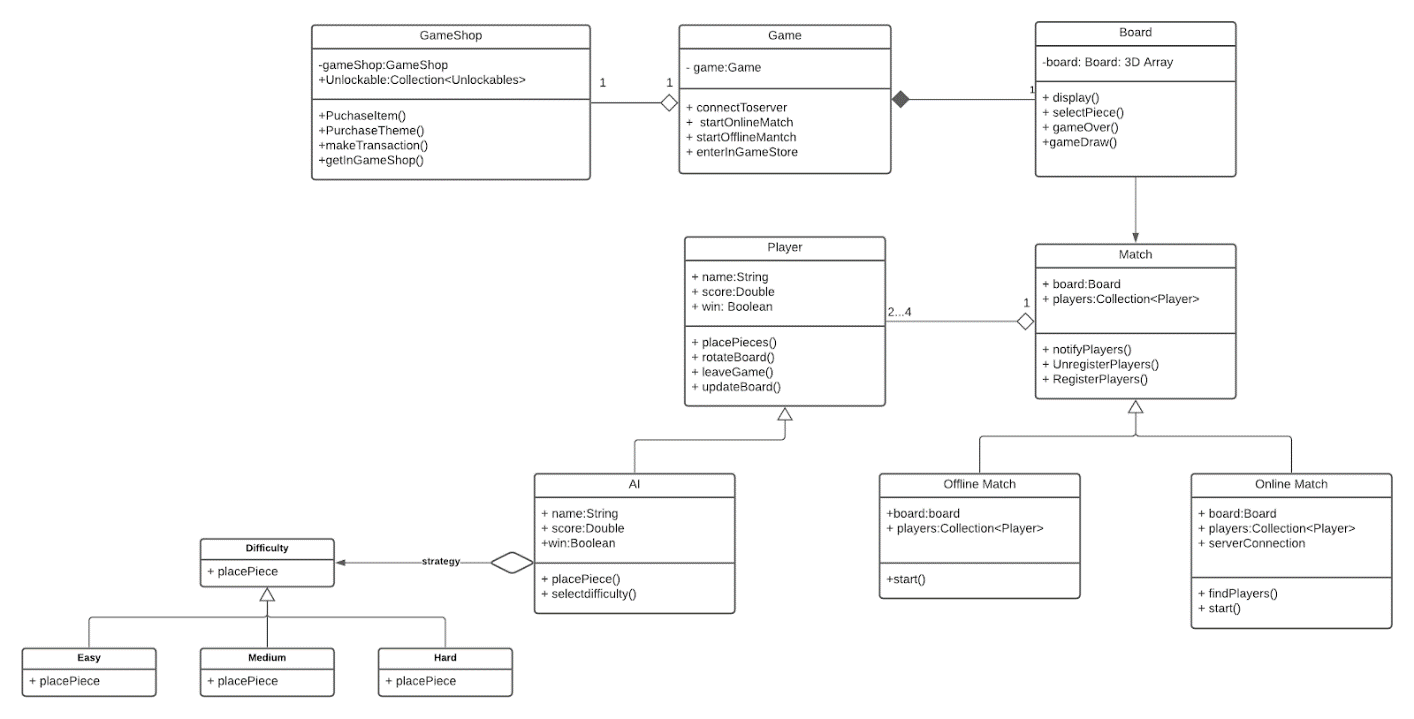 GameShop
-gameShop:GameShop
+Unlockable:Collection<Unlockables>
+PuchaseItem()
+PurchaseTheme()
+makeTransaction()
+getInGameShop()
1
1
Game
- game:Game
+ connectToserver
+ startOnlineMatch
+ startOfflineMantch
+ enterInGameStore
1
Board
-board: Board: 3D Array
+ display()
+ selectPiece()
+ gameOver()
+gameDraw()
Player
+ name:String
+ score:Double
+ win: Boolean
+ placePieces()
+ rotateBoard()
+ leaveGame()
+ updateBoard()
2...4
1
Match
+ board:Board
+ players:Collection<Player>
+ notifyPlayers()
+ UnregisterPlayers()
+ RegisterPlayers()
AI
+ name:String
+ score:Double
+win:Boolean
+ placePiece()
+ selectdifficulty()
Offline Match
+board:board
+ players:Collection<Player>
+start()
Online Match
+ board:Board
+ players:Collection<Player>
+ serverConnection
+ findPlayers()
+ start()
strategy
Difficulty
+ placePiece
Easy
+ placePiece
Medium
+ placePiece
Hard
+ placePiece